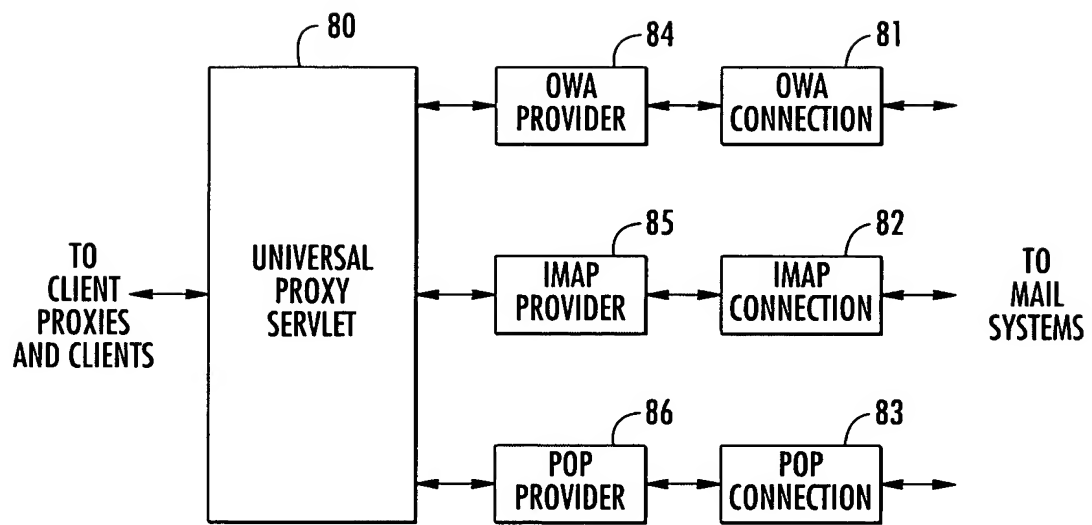 80
84
81
OWA
PROVIDER
OWA
CONNECTION
TO
CLIENT
PROXIES
AND CLIENTS
UNIVERSAL
PROXY
SERVLET
85
82
IMAP
PROVIDER
IMAP
CONNECTION
TO
MAIL
SYSTEMS
86
83
POP
PROVIDER
POP
CONNECTION